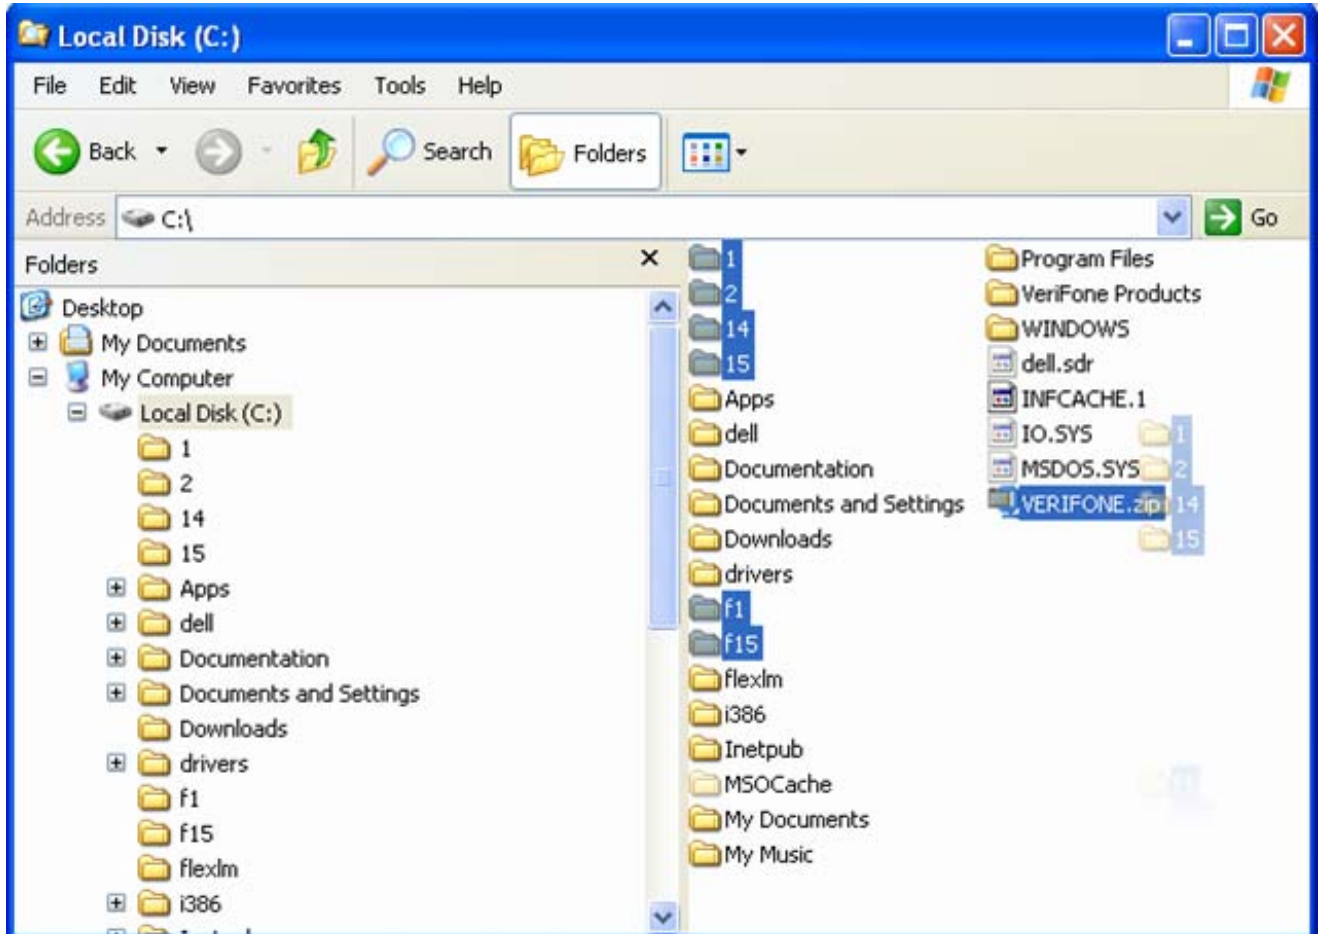 Local Disk (C:)
File Edit View Favorites Tools Help
Back Search Folders
Address C:\ Go
Folders
Desktop
My Documents
My Computer
Local Disk (C:)
1
2
14
15
Apps
dell
Documentation
Documents and Settings
Downloads
drivers
f1
f15
flexlm
i386
1
2
14
15
Apps
dell
Documentation
Documents and Settings
Downloads
drivers
f1
f15
flexlm
i386
Inetpub
MSOCache
My Documents
My Music
Program Files
VeriFone Products
WINDOWS
dell.sdr
INFCACHE.1
IO.SYS
MSDOS.SYS
VERIFONE.zip
1
2
14
15